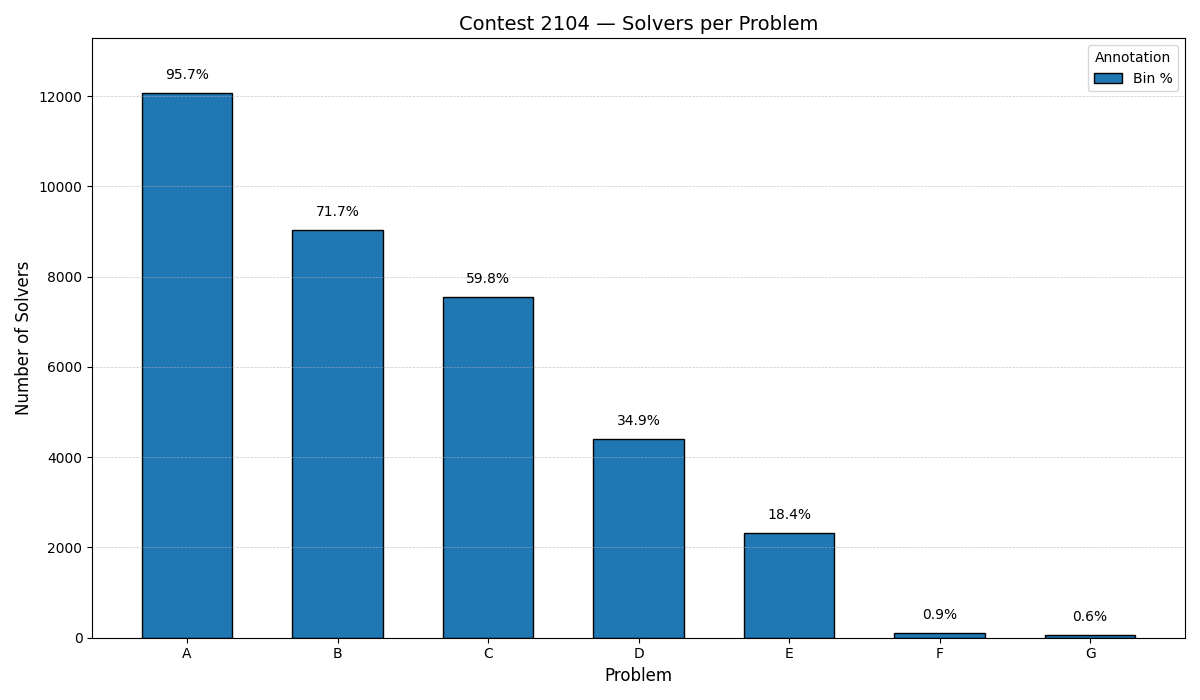 Contest 2104 — Solvers per Problem
Annotation
Bin %
95.7%
71.7%
59.8%
34.9%
18.4%
0.9%
0.6%
12000
10000
8000
6000
4000
2000
0
Number of Solvers
A B C D E F G
Problem